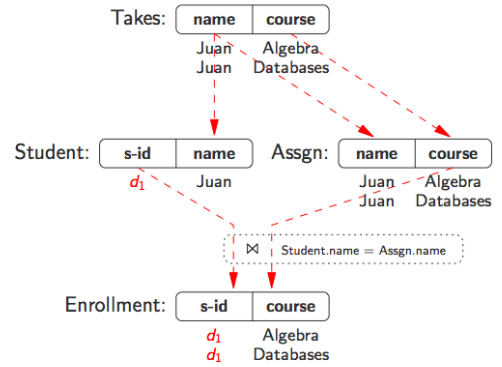 Takes: name course
Juan Algebra
Juan Databases
Student: s-id name Assgn: name course
d1 Juan Juan Algebra
Juan Databases
⋈ Student.name = Assgn.name
Enrollment: s-id course
d1 Algebra
d1 Databases